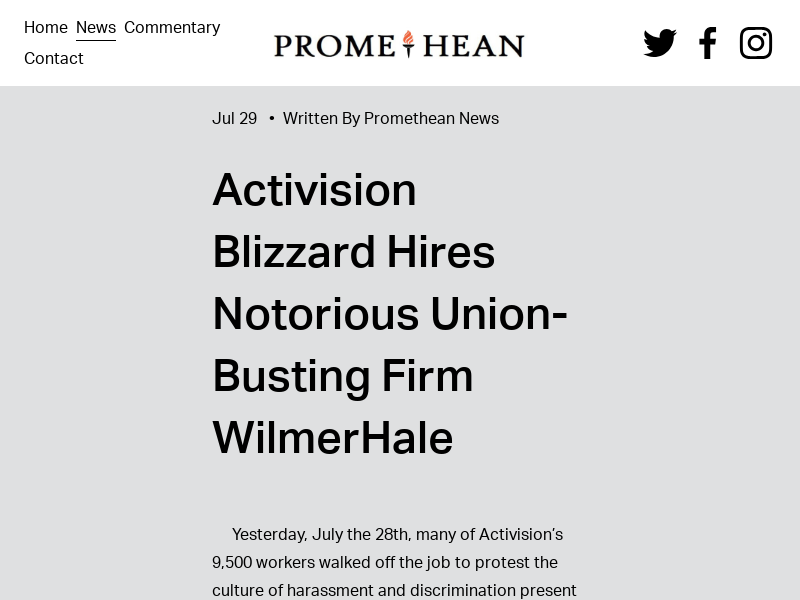 Home News Commentary
Contact
PROMETHEAN
Jul 29 • Written By Promethean News
Activision
Blizzard Hires
Notorious Union-
Busting Firm
WilmerHale
Yesterday, July the 28th, many of Activision’s
9,500 workers walked off the job to protest the
culture of harassment and discrimination present